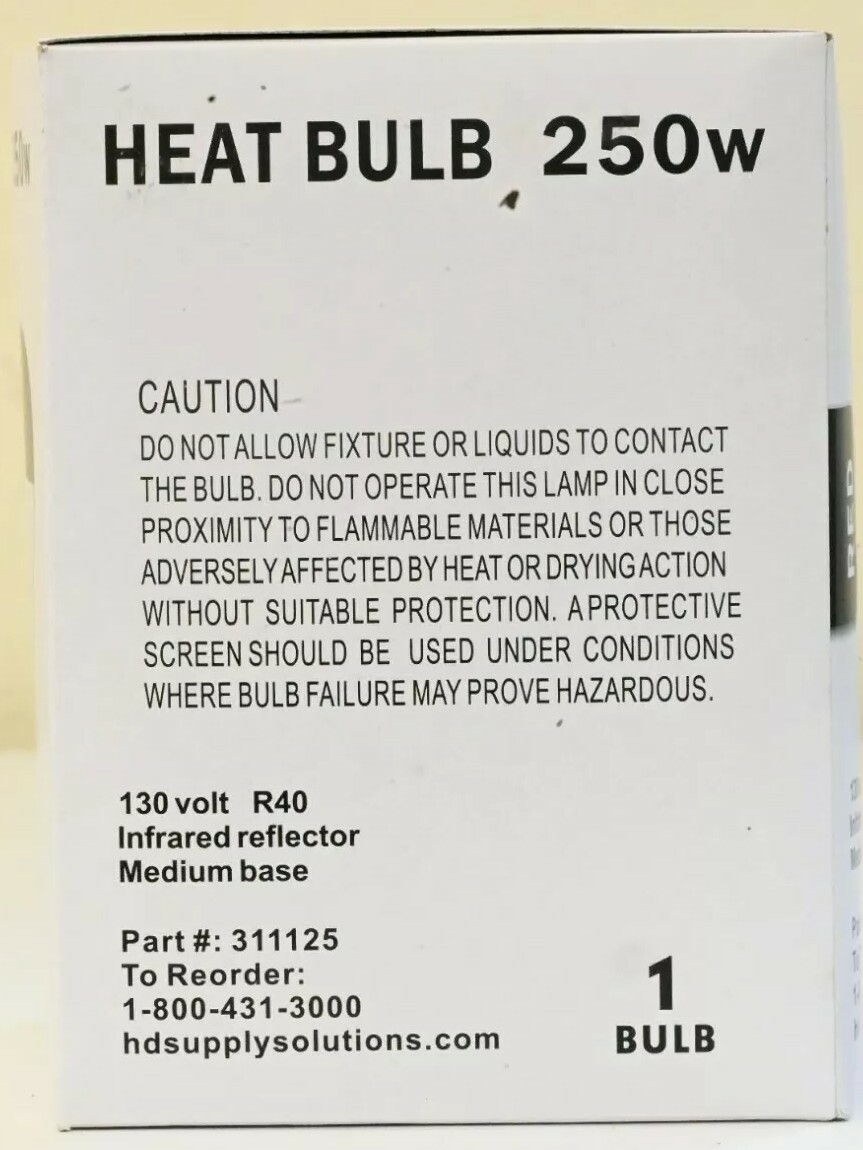 HEAT BULB 250w
CAUTION
DO NOT ALLOW FIXTURE OR LIQUIDS TO CONTACT
THE BULB. DO NOT OPERATE THIS LAMP IN CLOSE
PROXIMITY TO FLAMMABLE MATERIALS OR THOSE
ADVERSELY AFFECTED BY HEAT OR DRYING ACTION
WITHOUT SUITABLE PROTECTION. A PROTECTIVE
SCREEN SHOULD BE USED UNDER CONDITIONS
WHERE BULB FAILURE MAY PROVE HAZARDOUS.
130 volt R40
Infrared reflector
Medium base
Part #: 311125
To Reorder:
1-800-431-3000
hdsupplysolutions.com
1
BULB
RED